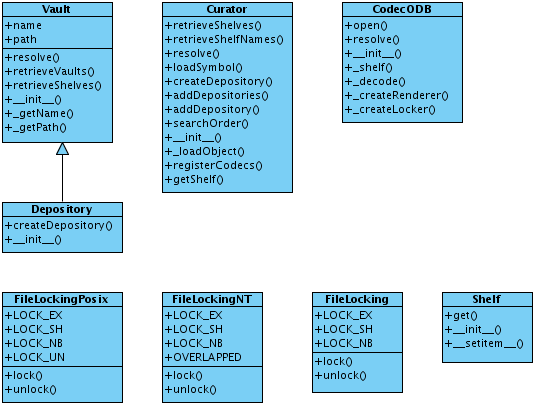 Vault
+name
+path
+resolve()
+retrieveVaults()
+retrieveShelves()
+__init__()
+_getName()
+_getPath()
Curator
+retrieveShelves()
+retrieveShelfNames()
+resolve()
+loadSymbol()
+createDepository()
+addDepositories()
+addDepository()
+searchOrder()
+__init__()
+_loadObject()
+registerCodecs()
+getShelf()
CodecODB
+open()
+resolve()
+__init__()
+_shelf()
+_decode()
+_createRenderer()
+_createLocker()
Depository
+createDepository()
+__init__()
FileLockingPosix
+LOCK_EX
+LOCK_SH
+LOCK_NB
+LOCK_UN
+lock()
+unlock()
FileLockingNT
+LOCK_EX
+LOCK_SH
+LOCK_NB
+OVERLAPPED
+lock()
+unlock()
FileLocking
+LOCK_EX
+LOCK_SH
+LOCK_NB
+lock()
+unlock()
Shelf
+get()
+__init__()
+__setitem__()